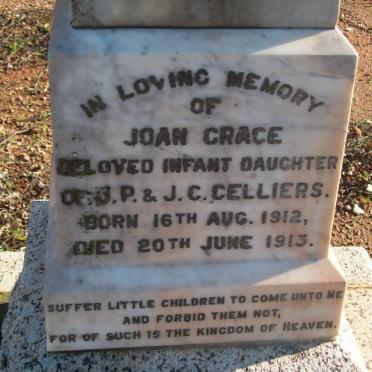 IN LOVING MEMORY
OF
JOAN GRACE
BELOVED INFANT DAUGHTER
OF J.P. & J.C. CELLIERS.
BORN 16TH AUG. 1912,
DIED 20TH JUNE 1913.
SUFFER LITTLE CHILDREN TO COME UNTO ME
AND FORBID THEM NOT,
FOR OF SUCH IS THE KINGDOM OF HEAVEN.